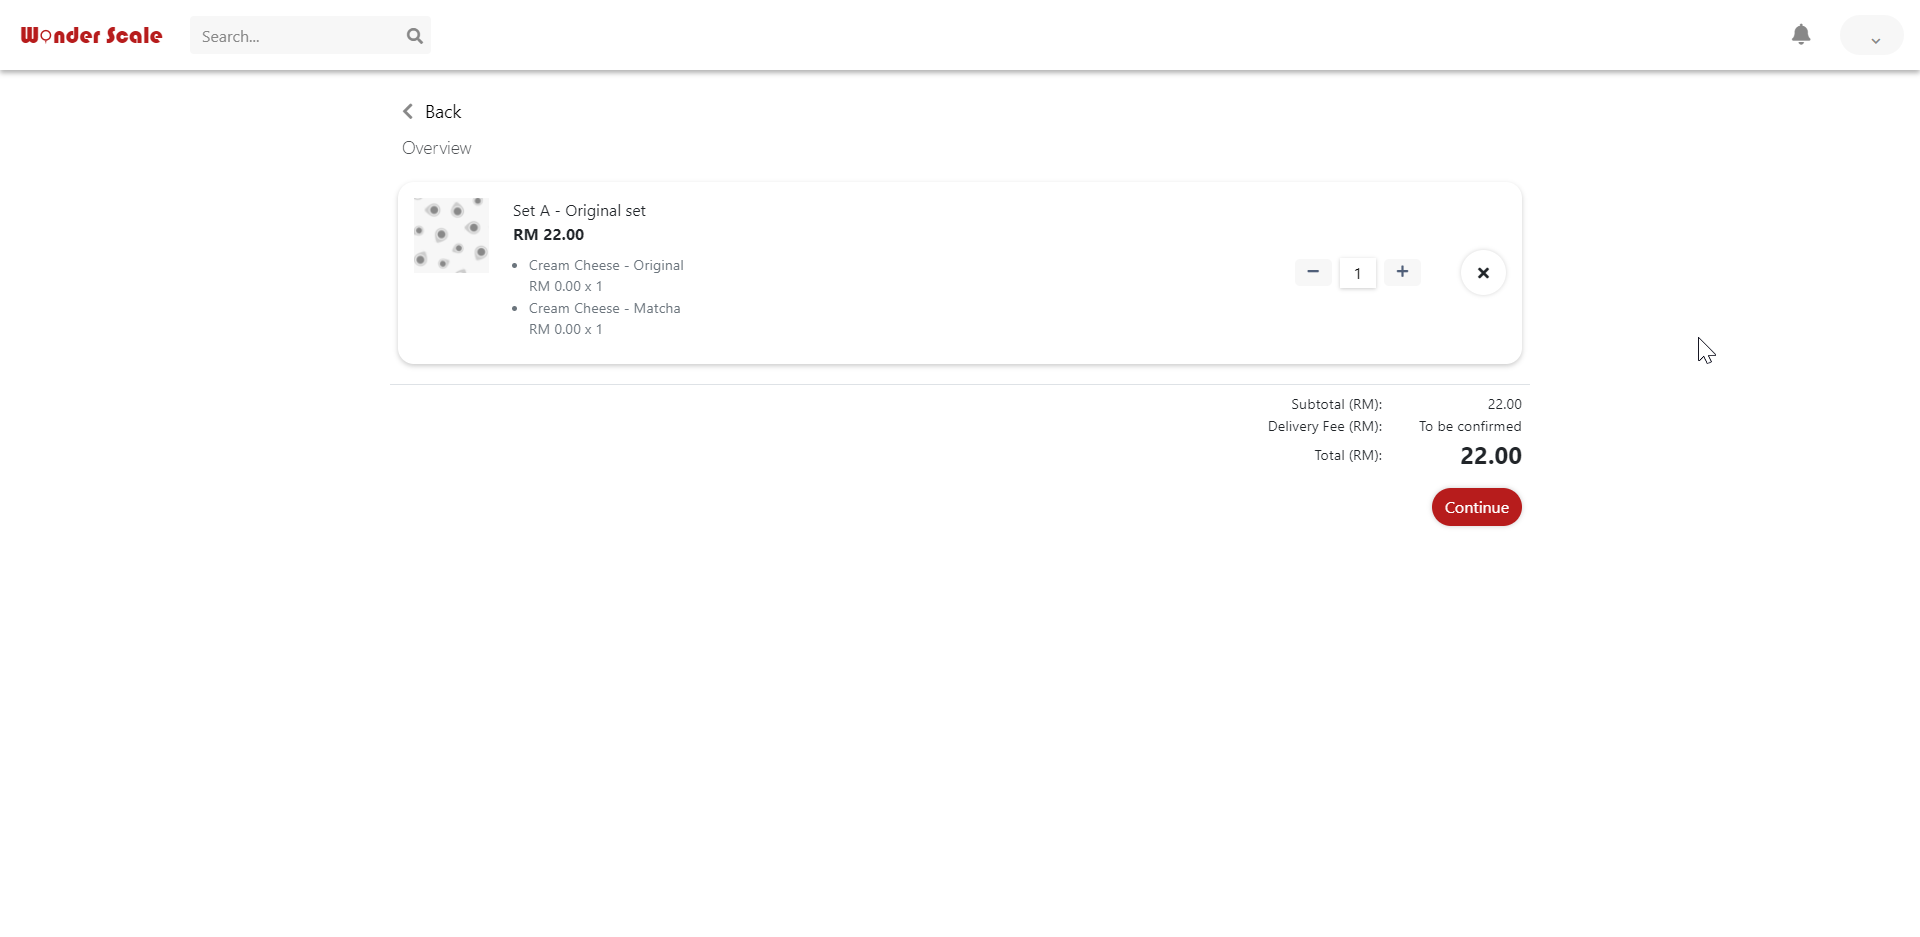 Wonder Scale
Search...
Back
Overview
Set A - Original set
RM 22.00
Cream Cheese - Original
RM 0.00 x 1
Cream Cheese - Matcha
RM 0.00 x 1
1
Subtotal (RM): 22.00
Delivery Fee (RM): To be confirmed
Total (RM): 22.00
Continue